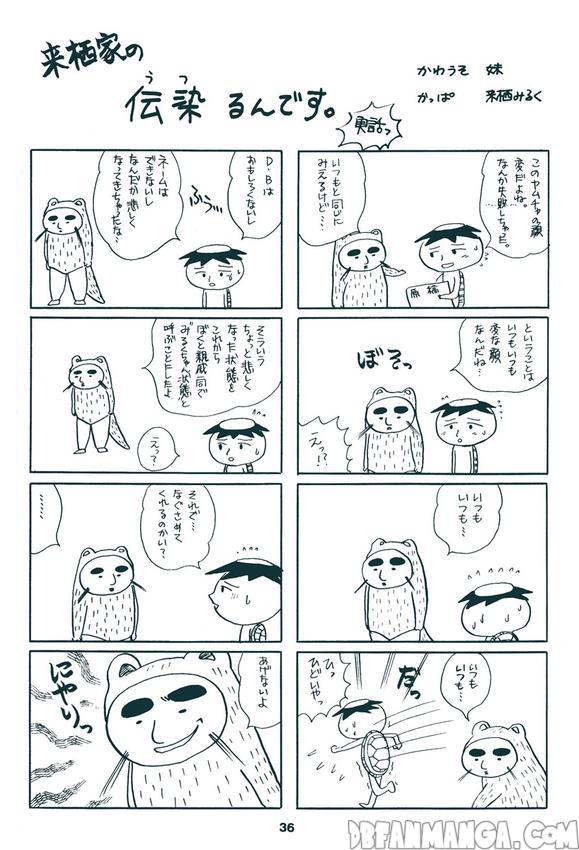 来栖家の
うつ
伝染るんです。
かわうそ 妹
かっぱ 来栖みるく
実話っ
このヤムチャの顔
変だよね。
なんか失敗しちゃった。
いつもと同じに
みえるけど…
原稿
ということは
いつもいつも
変な顔
なんだね…
ぼそっ
えっ!?
いつも
いつも…
いつも
いつも…
だっ
ひっ
ひどいやっ
D・Bは
おもしろくないし
ネームは
できないし
なんだか悲しく
なってきちゃったな…
ふぅ…
そういう
ちょっと悲しく
なった状態を
これから
ぼくと親戚同で
みるくちゃん状態と
呼ぶことにしたよ
えっ?
それで…
なぐさめて
くれるのかい?
……
あげないよ
にやりっ
36
DBFANMANGA.COM